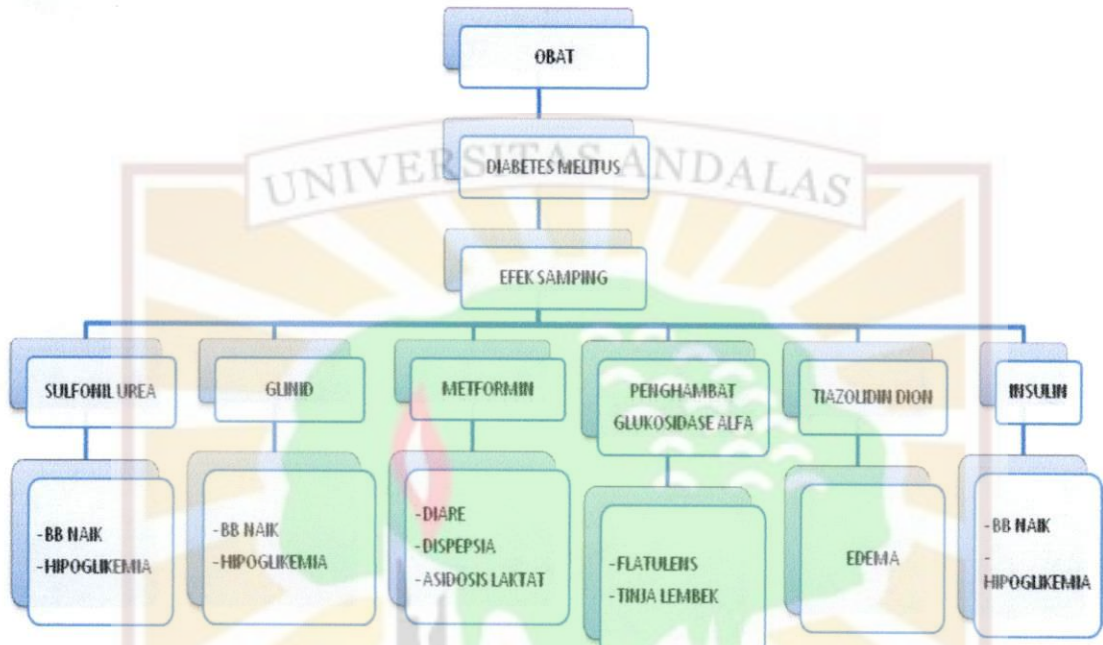 OBAT
DIABETES MELITUS
UNIVERSITAS ANDALAS
EFEK SAMPING
SULFONIL UREA
GLINID
METFORMIN
PENGHAMBAT
GLUKOSIDASE ALFA
TIAZOLIDIN DION
INSULIN
-BB NAIK
-HIPOGLIKEMIA
-BB NAIK
-HIPOGLIKEMIA
-DIARE
-DISPEPSIA
-ASIDOSIS LAKTAT
-FLATULENS
-TINJA LEMBEK
EDEMA
-BB NAIK
-
HIPOGLIKEMIA